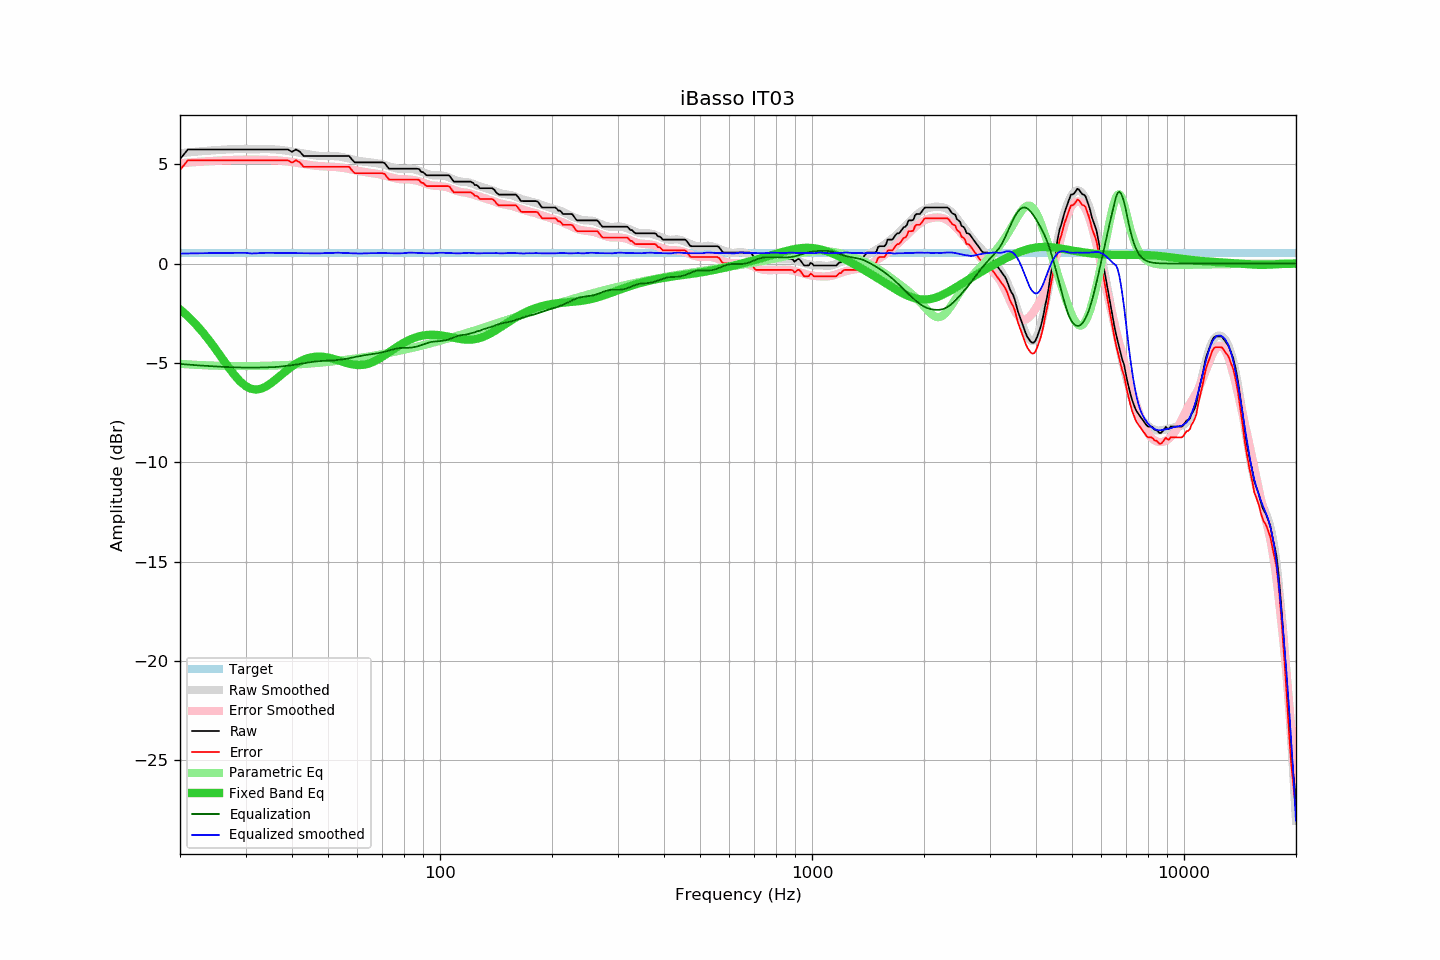 iBasso IT03
Amplitude (dBr)
5
0
−5
−10
−15
−20
−25
Target
Raw Smoothed
Error Smoothed
Raw
Error
Parametric Eq
Fixed Band Eq
Equalization
Equalized smoothed
100
1000
10000
Frequency (Hz)